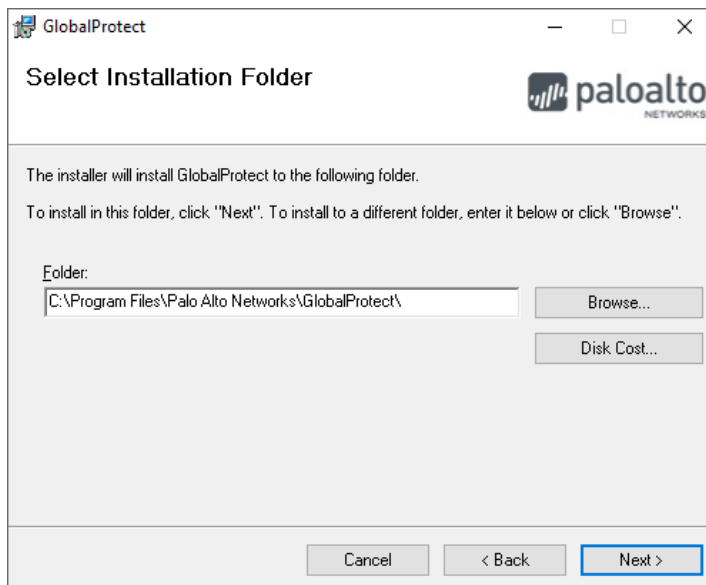 GlobalProtect
Select Installation Folder
paloalto
NETWORKS
The installer will install GlobalProtect to the following folder.
To install in this folder, click "Next". To install to a different folder, enter it below or click "Browse".
Folder:
C:\Program Files\Palo Alto Networks\GlobalProtect\
Browse...
Disk Cost...
Cancel
< Back
Next >